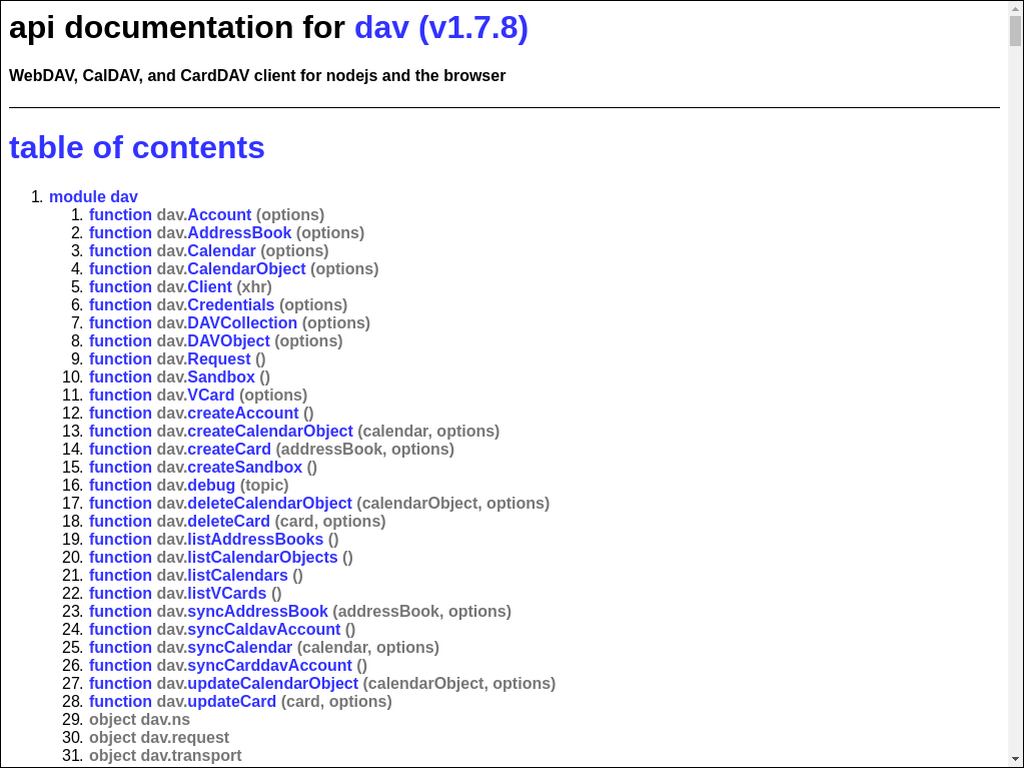 api documentation for dav (v1.7.8)
WebDAV, CalDAV, and CardDAV client for nodejs and the browser
table of contents
1. module dav
1. function dav.Account (options)
2. function dav.AddressBook (options)
3. function dav.Calendar (options)
4. function dav.CalendarObject (options)
5. function dav.Client (xhr)
6. function dav.Credentials (options)
7. function dav.DAVCollection (options)
8. function dav.DAVObject (options)
9. function dav.Request ()
10. function dav.Sandbox ()
11. function dav.VCard (options)
12. function dav.createAccount ()
13. function dav.createCalendarObject (calendar, options)
14. function dav.createCard (addressBook, options)
15. function dav.createSandbox ()
16. function dav.debug (topic)
17. function dav.deleteCalendarObject (calendarObject, options)
18. function dav.deleteCard (card, options)
19. function dav.listAddressBooks ()
20. function dav.listCalendarObjects ()
21. function dav.listCalendars ()
22. function dav.listVCards ()
23. function dav.syncAddressBook (addressBook, options)
24. function dav.syncCaldavAccount ()
25. function dav.syncCalendar (calendar, options)
26. function dav.syncCarddavAccount ()
27. function dav.updateCalendarObject (calendarObject, options)
28. function dav.updateCard (card, options)
29. object dav.ns
30. object dav.request
31. object dav.transport